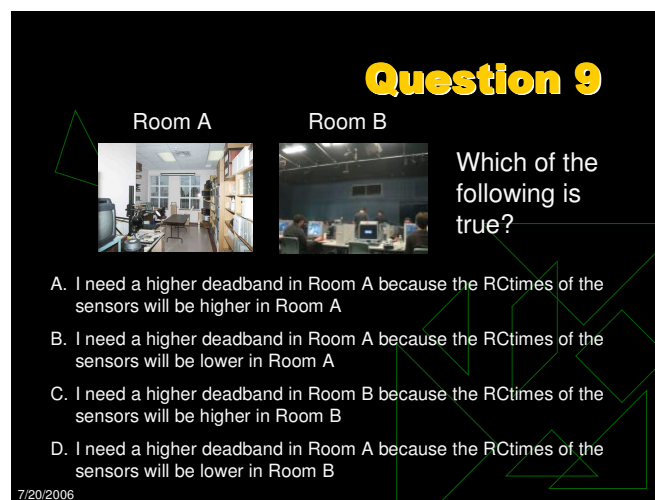 Question 9
Room A
Room B
Which of the
following is
true?
A. I need a higher deadband in Room A because the RCtimes of the
sensors will be higher in Room A
B. I need a higher deadband in Room A because the RCtimes of the
sensors will be lower in Room A
C. I need a higher deadband in Room B because the RCtimes of the
sensors will be higher in Room B
D. I need a higher deadband in Room A because the RCtimes of the
sensors will be lower in Room B
7/20/2006